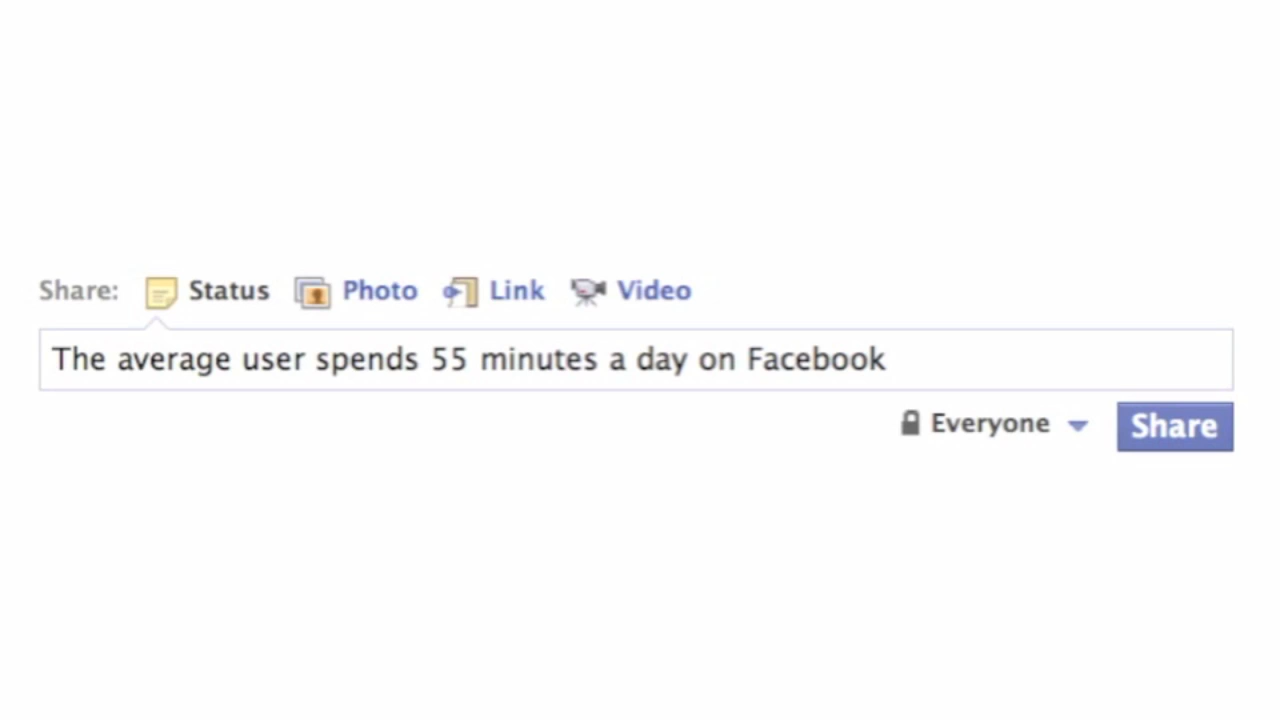 Share: Status Photo Link Video
The average user spends 55 minutes a day on Facebook
Everyone Share